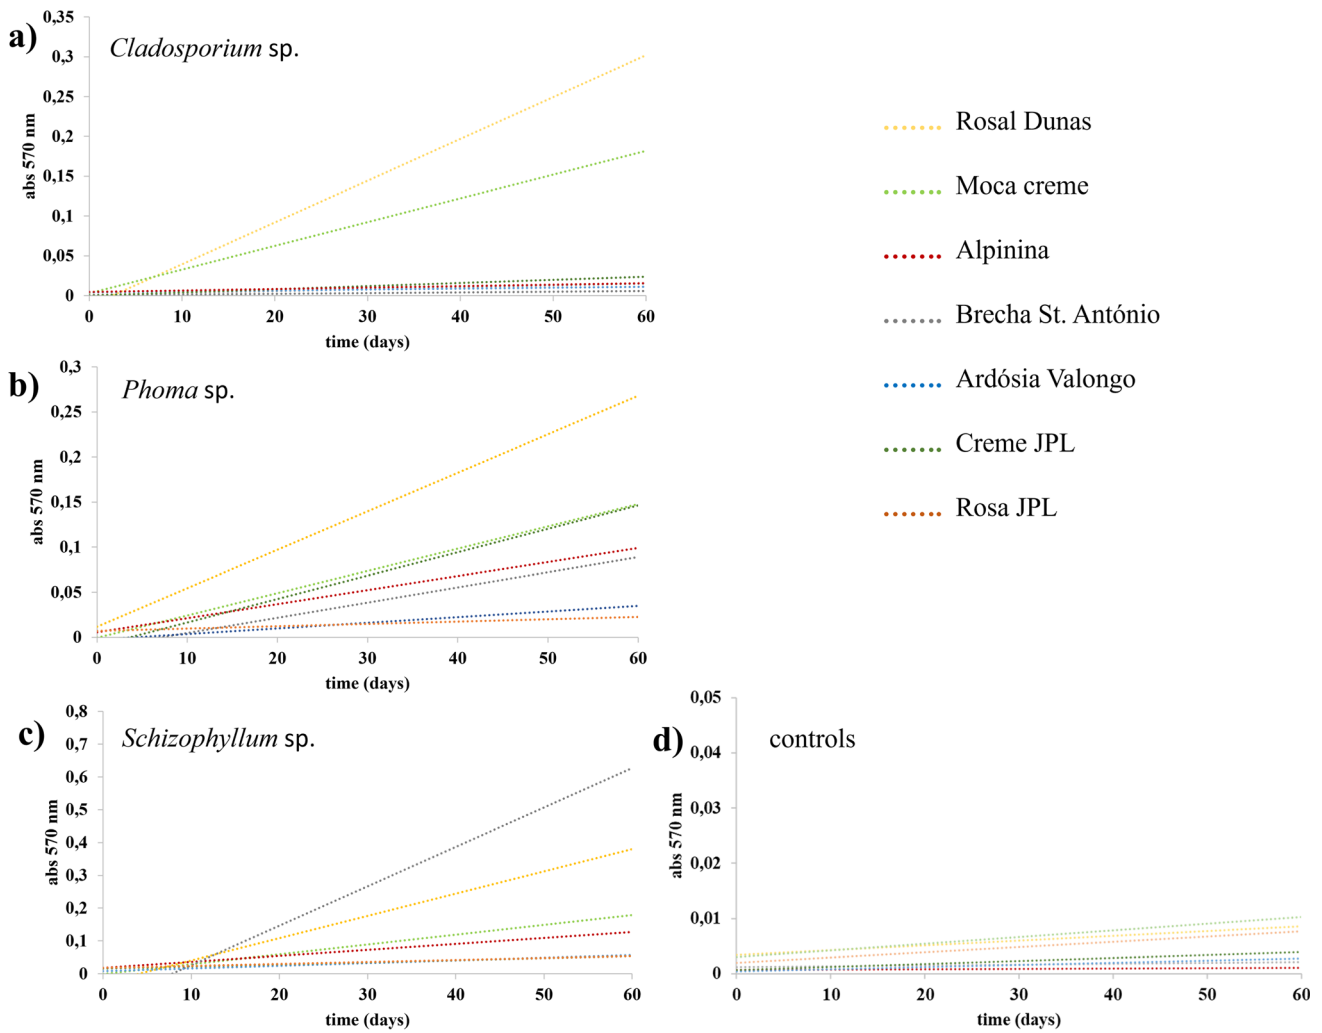 a)
Cladosporium sp.
0,35
0,3
0,25
0,2
0,15
0,1
0,05
0
abs 570 nm
0 10 20 30 40 50 60
time (days)
Rosal Dunas
Moca creme
Alpinina
Brecha St. António
Ardósia Valongo
Creme JPL
Rosa JPL
b)
Phoma sp.
0,3
0,25
0,2
0,15
0,1
0,05
0
abs 570 nm
0 10 20 30 40 50 60
time (days)
c)
Schizophyllum sp.
0,8
0,7
0,6
0,5
0,4
0,3
0,2
0,1
0
abs 570 nm
0 10 20 30 40 50 60
time (days)
d)
controls
0,05
0,04
0,03
0,02
0,01
0
abs 570 nm
0 10 20 30 40 50 60
time (days)